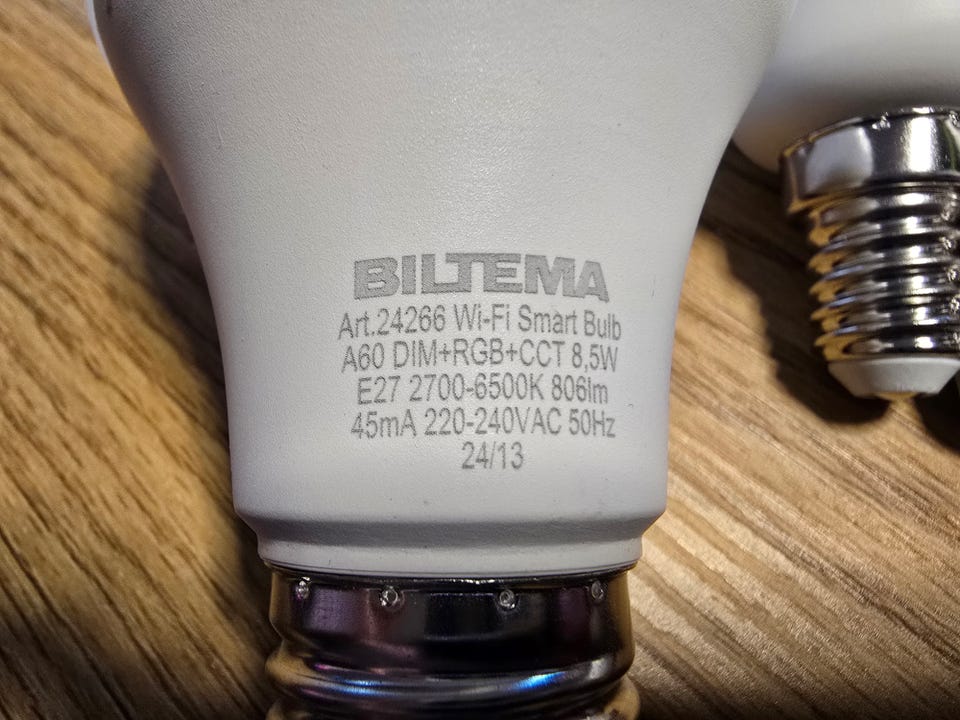 BILTEMA
Art.24266 Wi-Fi Smart Bulb
A60 DIM+RGB+CCT 8,5W
E27 2700-6500K 806lm
45mA 220-240VAC 50Hz
24/13